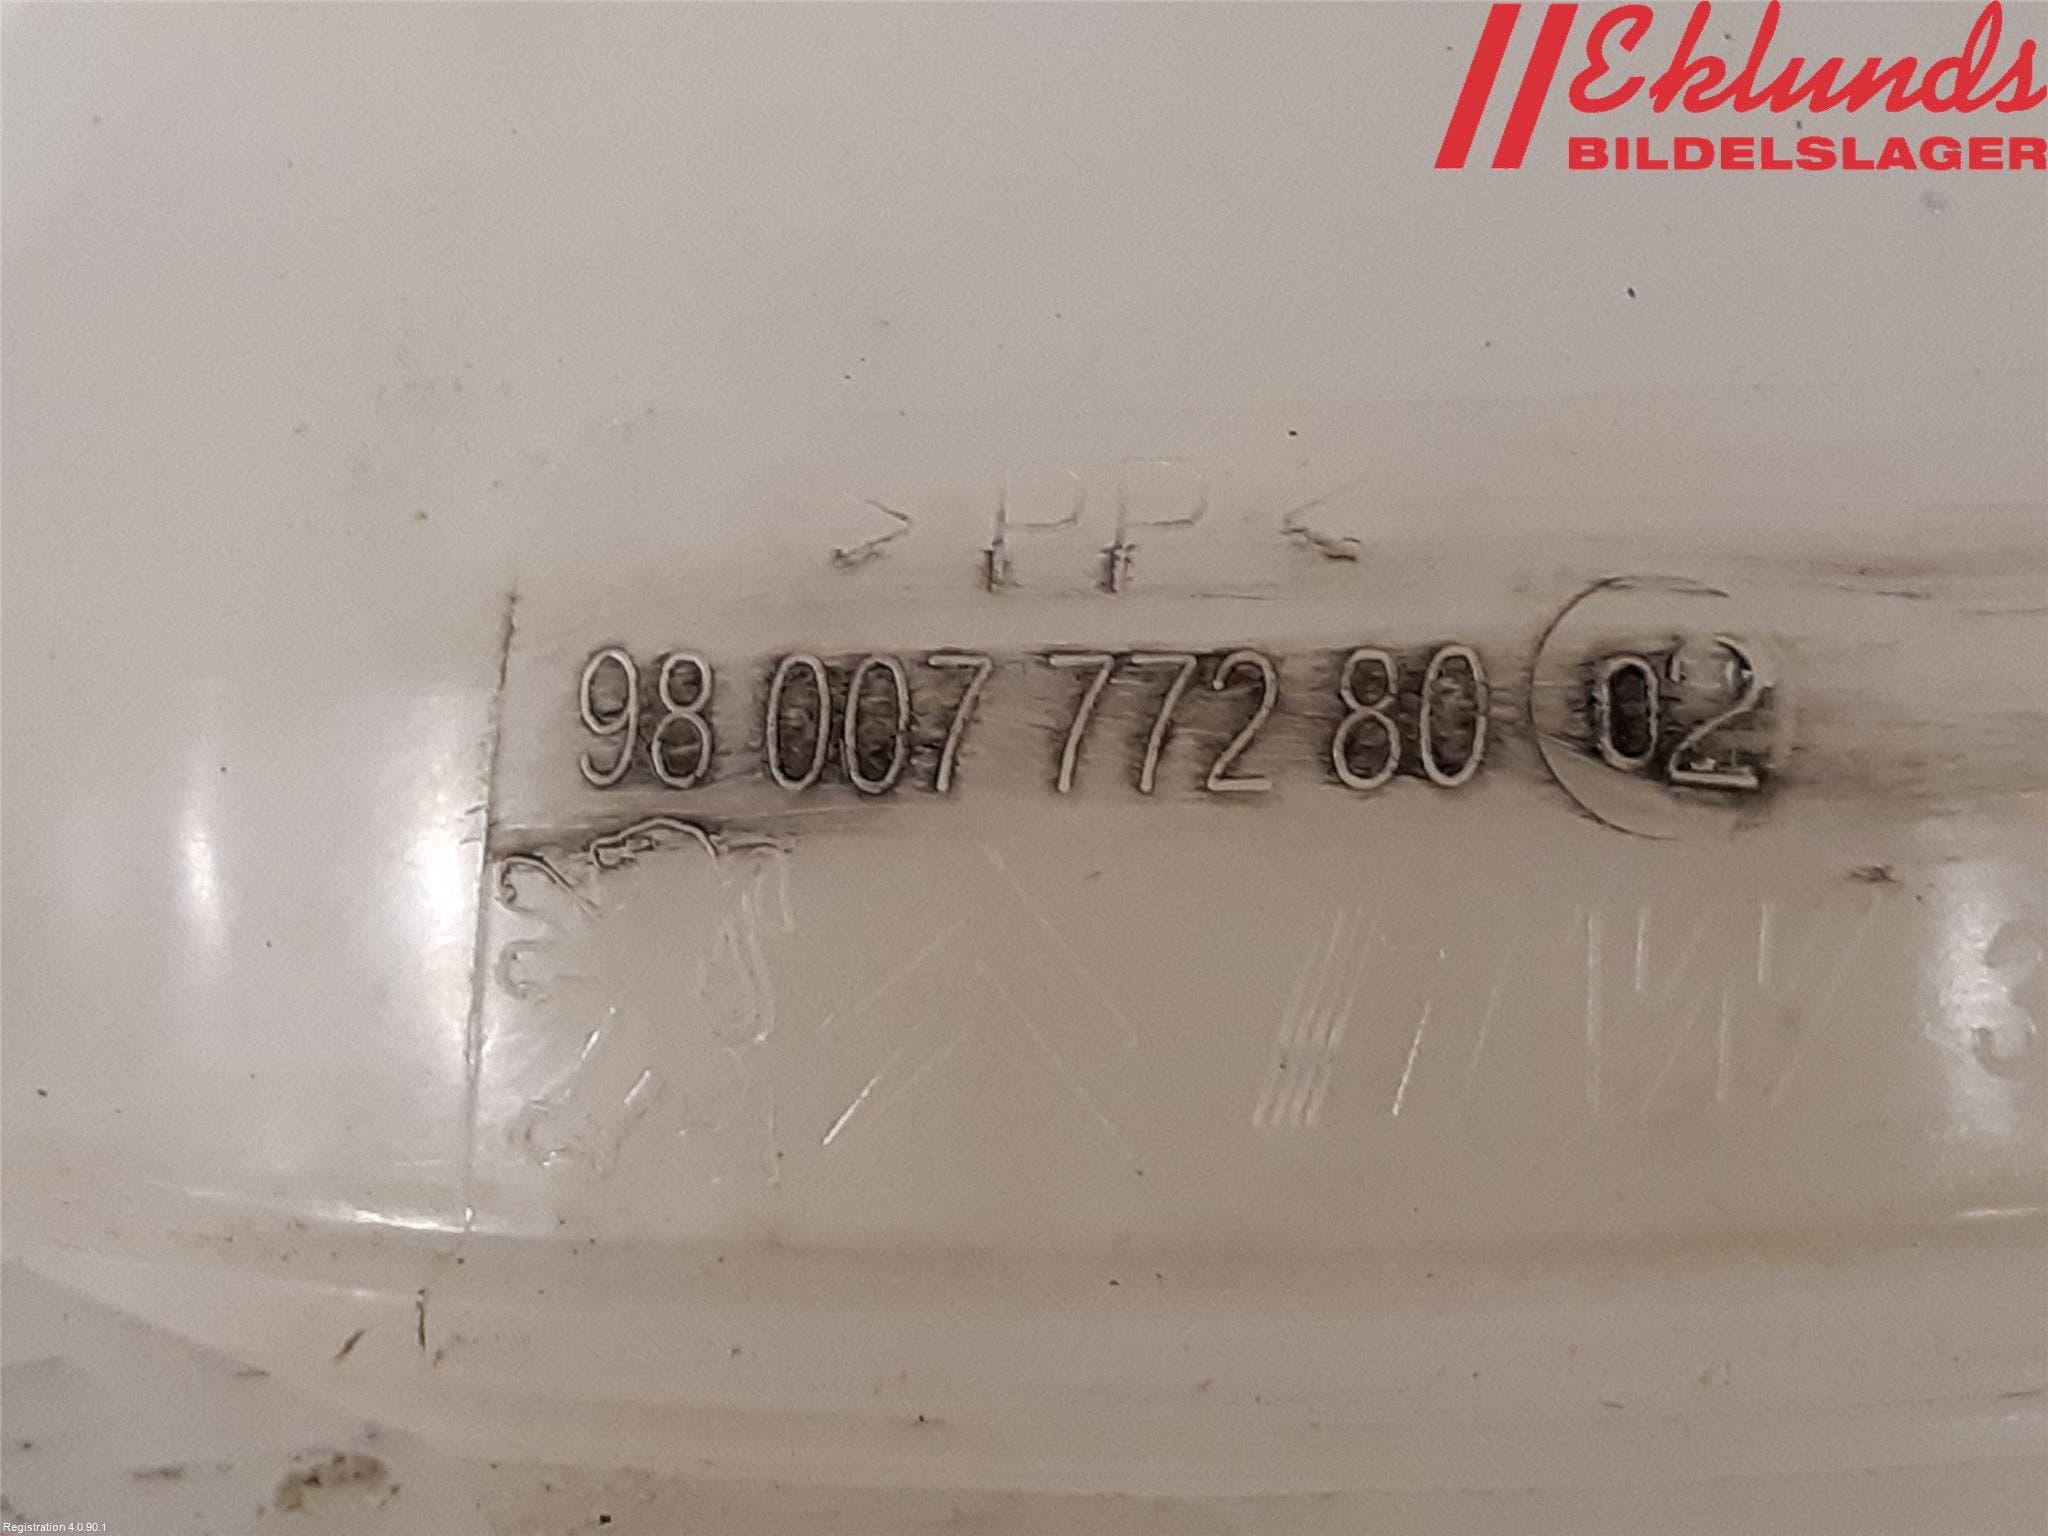 Eklunds
BILDELSLAGER
>PP<
98 007 772 80 02
Registration 4.0.90.1